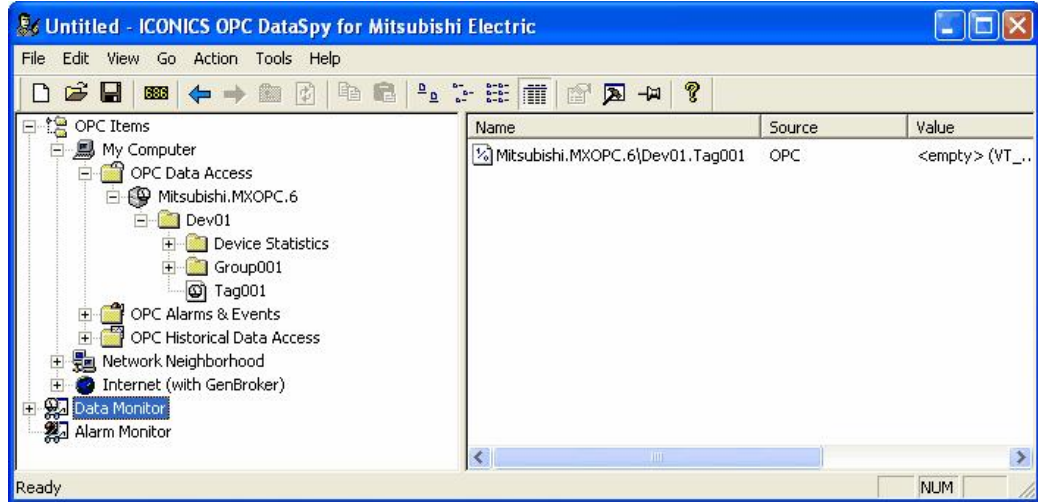 Untitled - ICONICS OPC DataSpy for Mitsubishi Electric
File Edit View Go Action Tools Help
686
OPC Items
My Computer
OPC Data Access
Mitsubishi.MXOPC.6
Dev01
Device Statistics
Group001
Tag001
OPC Alarms & Events
OPC Historical Data Access
Network Neighborhood
Internet (with GenBroker)
Data Monitor
Alarm Monitor
Name Source Value
Mitsubishi.MXOPC.6\Dev01.Tag001 OPC <empty> (VT_...
Ready NUM